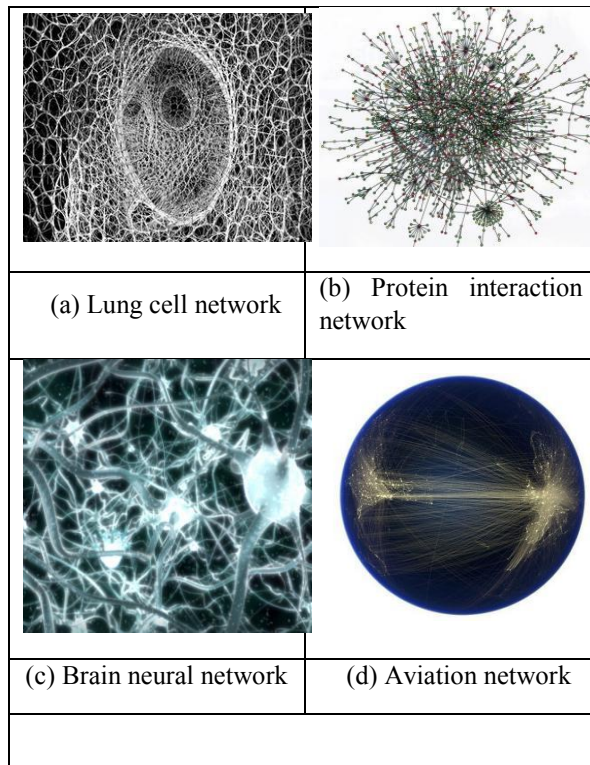 (a) Lung cell network
(b) Protein interaction
network
(c) Brain neural network
(d) Aviation network